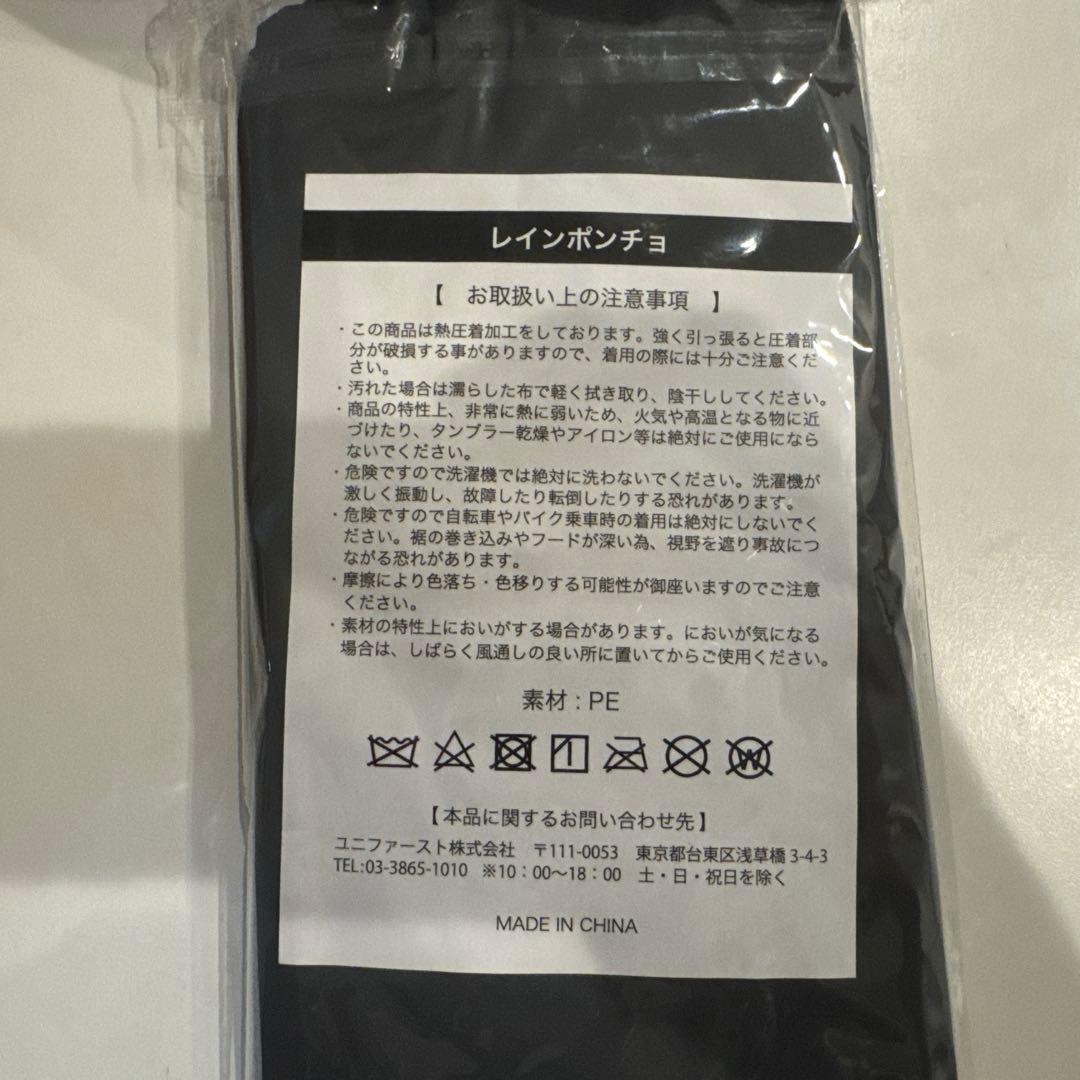 レインポンチョ
【 お取扱い上の注意事項 】
・この商品は熱圧着加工をしております。強く引っ張ると圧着部
分が破損する事がありますので、着用の際には十分ご注意くだ
さい。
・汚れた場合は濡らした布で軽く拭き取り、陰干ししてください。
・商品の特性上、非常に熱に弱いため、火気や高温となる物に近
づけたり、タンブラー乾燥やアイロン等は絶対にご使用になら
ないでください。
・危険ですので洗濯機では絶対に洗わないでください。洗濯機が
激しく振動し、故障したり転倒したりする恐れがあります。
・危険ですので自転車やバイク乗車時の着用は絶対にしないでく
ださい。裾の巻き込みやフードが深い為、視野を遮り事故につ
ながる恐れがあります。
・摩擦により色落ち・色移りする可能性が御座いますのでご注意
ください。
・素材の特性上においがする場合があります。においが気になる
場合は、しばらく風通しの良い所に置いてからご使用ください。
素材 : PE
W
【本品に関するお問い合わせ先】
ユニファースト株式会社 〒111-0053 東京都台東区浅草橋 3-4-3
TEL:03-3865-1010 ※10：00〜18：00 土・日・祝日を除く
MADE IN CHINA